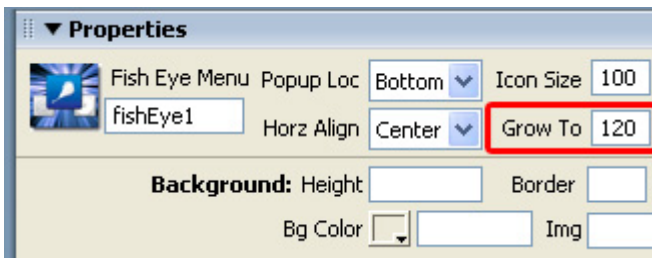 Properties
Fish Eye Menu Popup Loc Bottom Icon Size 100
fishEye1 Horz Align Center Grow To 120
Background: Height Border
Bg Color Img